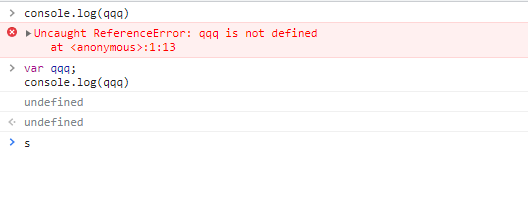 console.log(qqq)
Uncaught ReferenceError: qqq is not defined
at <anonymous>:1:13
var qqq;
console.log(qqq)
undefined
undefined
s